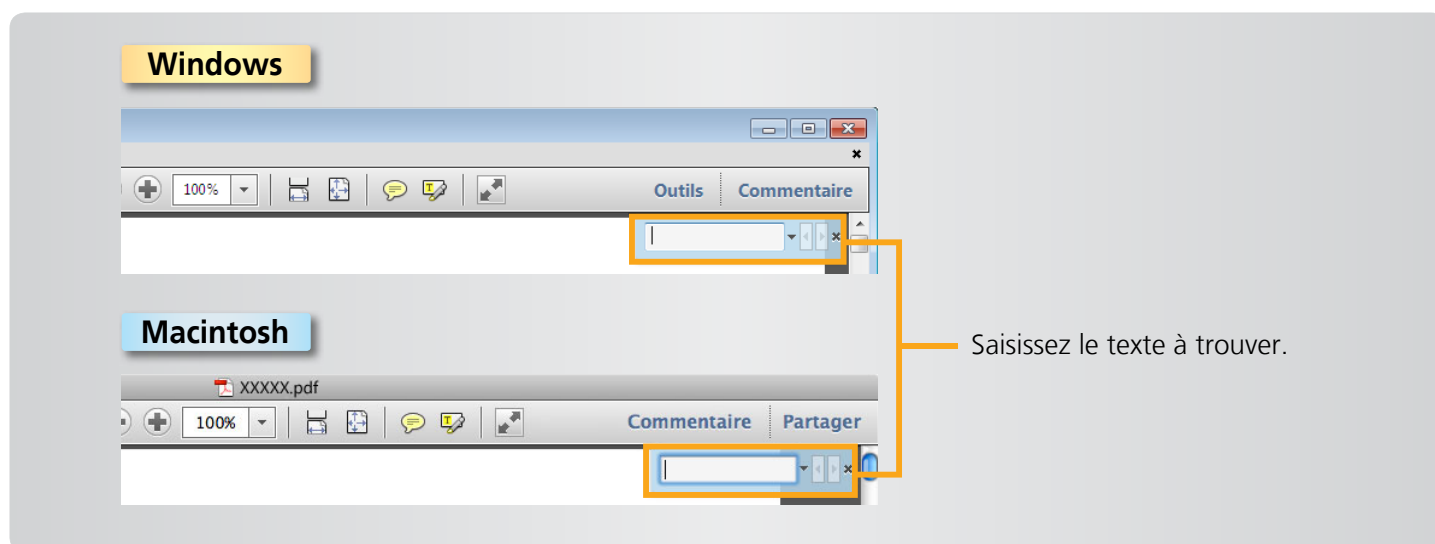 Windows
100%
Outils
Commentaire
Macintosh
XXXXX.pdf
100%
Commentaire
Partager
Saisissez le texte à trouver.